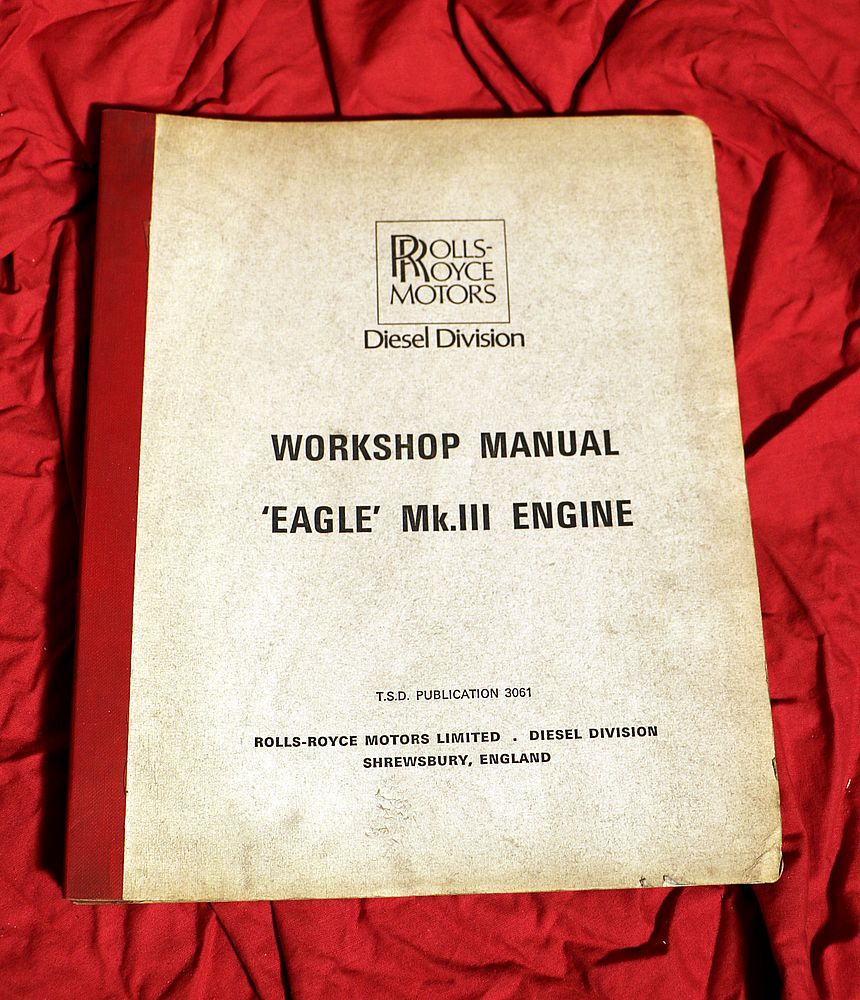 ROLLS-
ROYCE
MOTORS
Diesel Division
WORKSHOP MANUAL
‘EAGLE’ Mk.III ENGINE
T.S.D. PUBLICATION 3061
ROLLS-ROYCE MOTORS LIMITED . DIESEL DIVISION
SHREWSBURY, ENGLAND